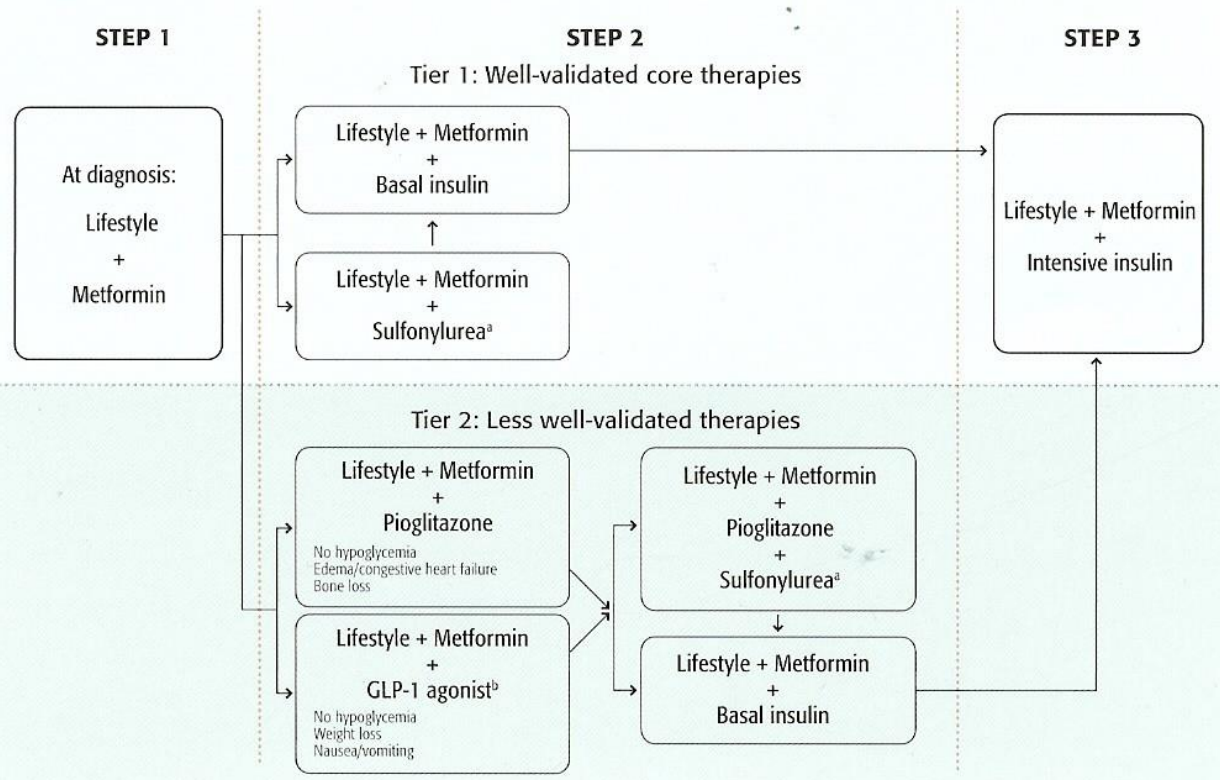 STEP 1
STEP 2
STEP 3
Tier 1: Well-validated core therapies
At diagnosis:
Lifestyle
+
Metformin
Lifestyle + Metformin
+
Basal insulin
Lifestyle + Metformin
+
Sulfonylureaᵃ
Lifestyle + Metformin
+
Intensive insulin
Tier 2: Less well-validated therapies
Lifestyle + Metformin
+
Pioglitazone
No hypoglycemia
Edema/congestive heart failure
Bone loss
Lifestyle + Metformin
+
GLP-1 agonistᵇ
No hypoglycemia
Weight loss
Nausea/vomiting
Lifestyle + Metformin
+
Pioglitazone
+
Sulfonylureaᵃ
Lifestyle + Metformin
+
Basal insulin